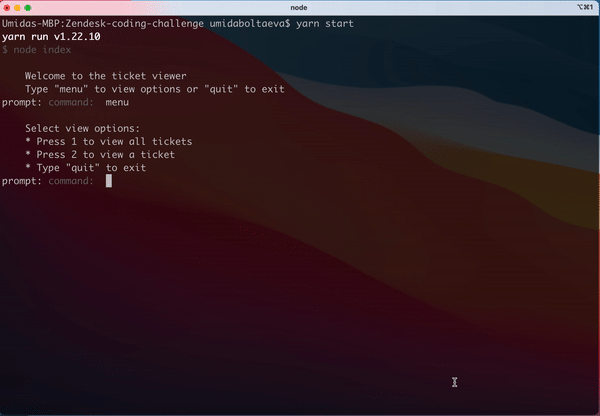 node
⌥⌘1
Umidas-MBP:Zendesk-coding-challenge umidaboltaeva$ yarn start
yarn run v1.22.10
$ node index
Welcome to the ticket viewer
Type "menu" to view options or "quit" to exit
prompt: command:  menu
Select view options:
* Press 1 to view all tickets
* Press 2 to view a ticket
* Type "quit" to exit
prompt: command: